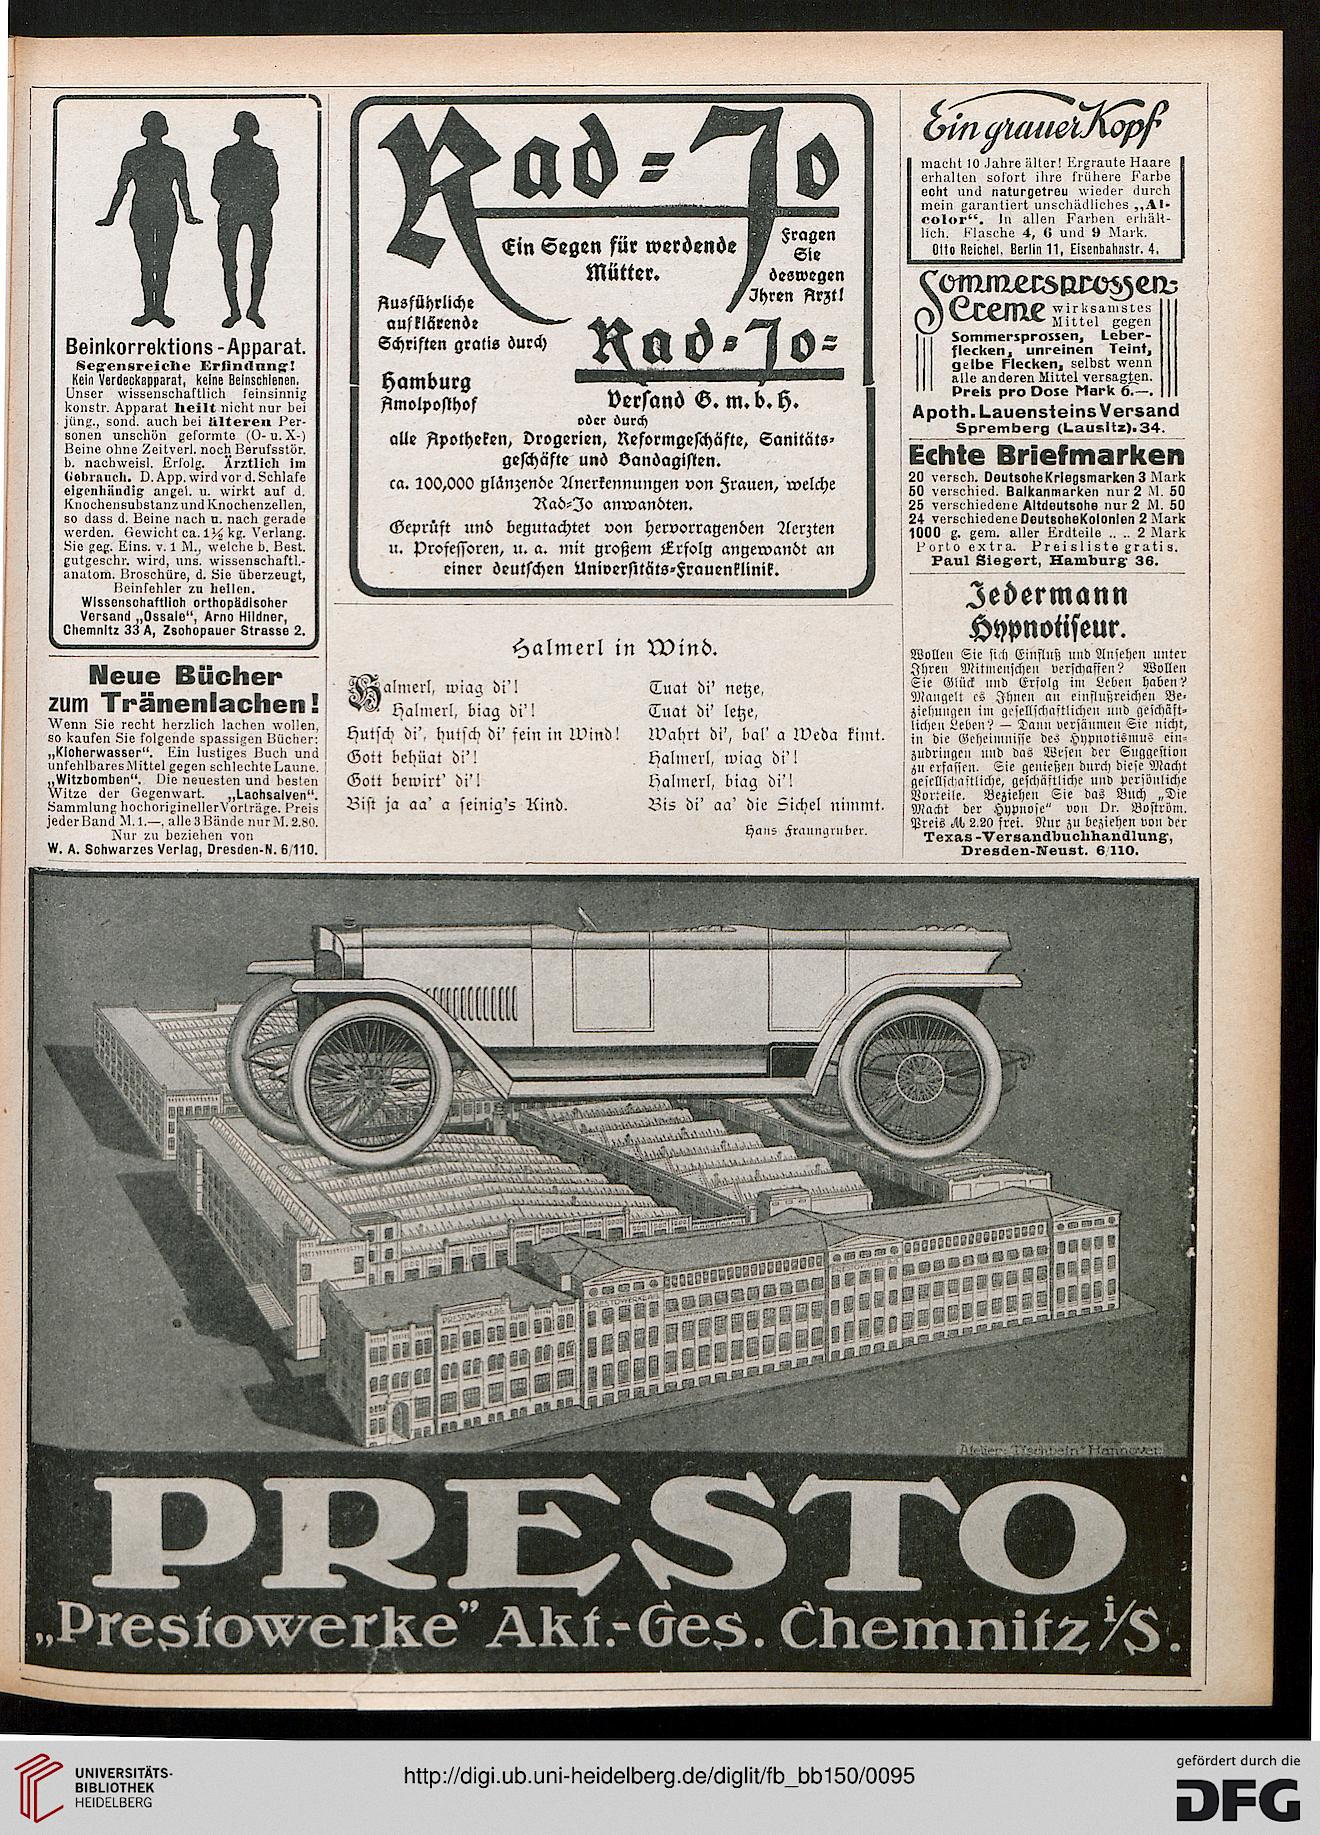 Beinkorrektions-Apparat.
Segensreiche Erfindung!
Kein Verdeckapparat, keine Beinschienen.
Unser wissenschaftlich feinsinnig
konstr. Apparat heilt nicht nur bei
jüng., sond. auch bei älteren Per-
sonen unschön geformte (O- u. X-)
Beine ohne Zeitverl. noch Berufsstör.
b. nachweisl. Erfolg. Ärztlich im
Gebrauch. D. App. wird vor d. Schlafe
eigenhändig angel. u. wirkt auf d.
Knochensubstanz und Knochenzellen,
so dass d. Beine nach u. nach gerade
werden. Gewicht ca. 1½ kg. Verlang.
Sie geg. Eins. v. 1 M., welche b. Best.
gutgeschr. wird, uns. wissenschaftl.-
anatom. Broschüre, d. Sie überzeugt,
Beinfehler zu heilen.
Wissenschaftlich orthopädischer
Versand „Ossale“, Arno Hildner,
Chemnitz 33 A, Zschopauer Strasse 2.
Neue Bücher
zum Tränenlachen!
Wenn Sie recht herzlich lachen wollen,
so kaufen Sie folgende spassigen Bücher:
„Kicherwasser“. Ein lustiges Buch und
unfehlbares Mittel gegen schlechte Laune.
„Witzbomben“. Die neuesten und besten
Witze der Gegenwart. „Lachsalven“.
Sammlung hochorigineller Vorträge. Preis
jeder Band M. 1.—, alle 3 Bände nur M. 2.80.
Nur zu beziehen von
W. A. Schwarzes Verlag, Dresden-N. 6/110.
Rad=Jo
Ein Segen für werdende
Mütter.
Fragen
Sie
deswegen
Ihren Arzt!
Ausführliche
aufklärende
Schriften gratis durch
Rad=Jo=
Hamburg
Amolposthof
Versand G. m. b. H.
oder durch
alle Apotheken, Drogerien, Reformgeschäfte, Sanitäts=
geschäfte und Bandagisten.
ca. 100,000 glänzende Anerkennungen von Frauen, welche
Rad=Jo anwandten.
Geprüft und begutachtet von hervorragenden Aerzten
u. Professoren, u. a. mit großem Erfolg angewandt an
einer deutschen Universitäts=Frauenklinik.
Halmerl in Wind.
Halmerl, wiag di'!
Halmerl, biag di'!
Hutsch di', hutsch di' fein in Wind!
Gott behüat di'!
Gott bewirt' di'!
Bist ja aa' a seinig's Kind.
Tuat di' netze,
Tuat di' letze,
Wahrt di', bal' a Weda kimt.
Halmerl, wiag di'!
Halmerl, biag di'!
Bis di' aa' die Sichel nimmt.
Hans Fraungruber.
Ein grauer Kopf
macht 10 Jahre älter! Ergraute Haare
erhalten sofort ihre frühere Farbe
echt und naturgetreu wieder durch
mein garantiert unschädliches „Al-
color“. In allen Farben erhält-
lich. Flasche 4, 6 und 9 Mark.
Otto Reichel, Berlin 11, Eisenbahnstr. 4.
Sommersprossen-
Creme wirksamstes
Mittel gegen
Sommersprossen, Leber-
flecken, unreinen Teint,
gelbe Flecken, selbst wenn
alle anderen Mittel versagten.
Preis pro Dose Mark 6.—.
Apoth. Lauensteins Versand
Spremberg (Lausitz). 34.
Echte Briefmarken
20 versch. Deutsche Kriegsmarken 3 Mark
50 verschied. Balkanmarken nur 2 M. 50
25 verschiedene Altdeutsche nur 2 M. 50
24 verschiedene Deutsche Kolonien 2 Mark
1000 g. gem. aller Erdteile .. .. 2 Mark
Porto extra. Preisliste gratis.
Paul Siegert, Hamburg 36.
Jedermann
Hypnotiseur.
Wollen Sie sich Einfluß und Ansehen unter
Ihren Mitmenschen verschaffen? Wollen
Sie Glück und Erfolg im Leben haben?
Mangelt es Ihnen an einflußreichen Be=
ziehungen im gesellschaftlichen und geschäft=
lichen Leben? — Dann versäumen Sie nicht,
in die Geheimnisse des Hypnotismus ein=
zudringen und das Wesen der Suggestion
zu erfassen. Sie genießen durch diese Macht
gesellschaftliche, geschäftliche und persönliche
Vorteile. Beziehen Sie das Buch „Die
Macht der Hypnose“ von Dr. Boström.
Preis M 2.20 frei. Nur zu beziehen von der
Texas-Versandbuchhandlung,
Dresden-Neust. 6/110.
PRESTOWERKE A.G.
PRESTOWERKE A.G.
PRESTOWERKE A.G.
Atelier: "Tischbein" Hannover.
PRESTO
„Prestowerke” Akt.-Ges. Chemnitz i/S.
UNIVERSITÄTS-
BIBLIOTHEK
HEIDELBERG
http://digi.ub.uni-heidelberg.de/diglit/fb_bb150/0095
gefördert durch die
DFG